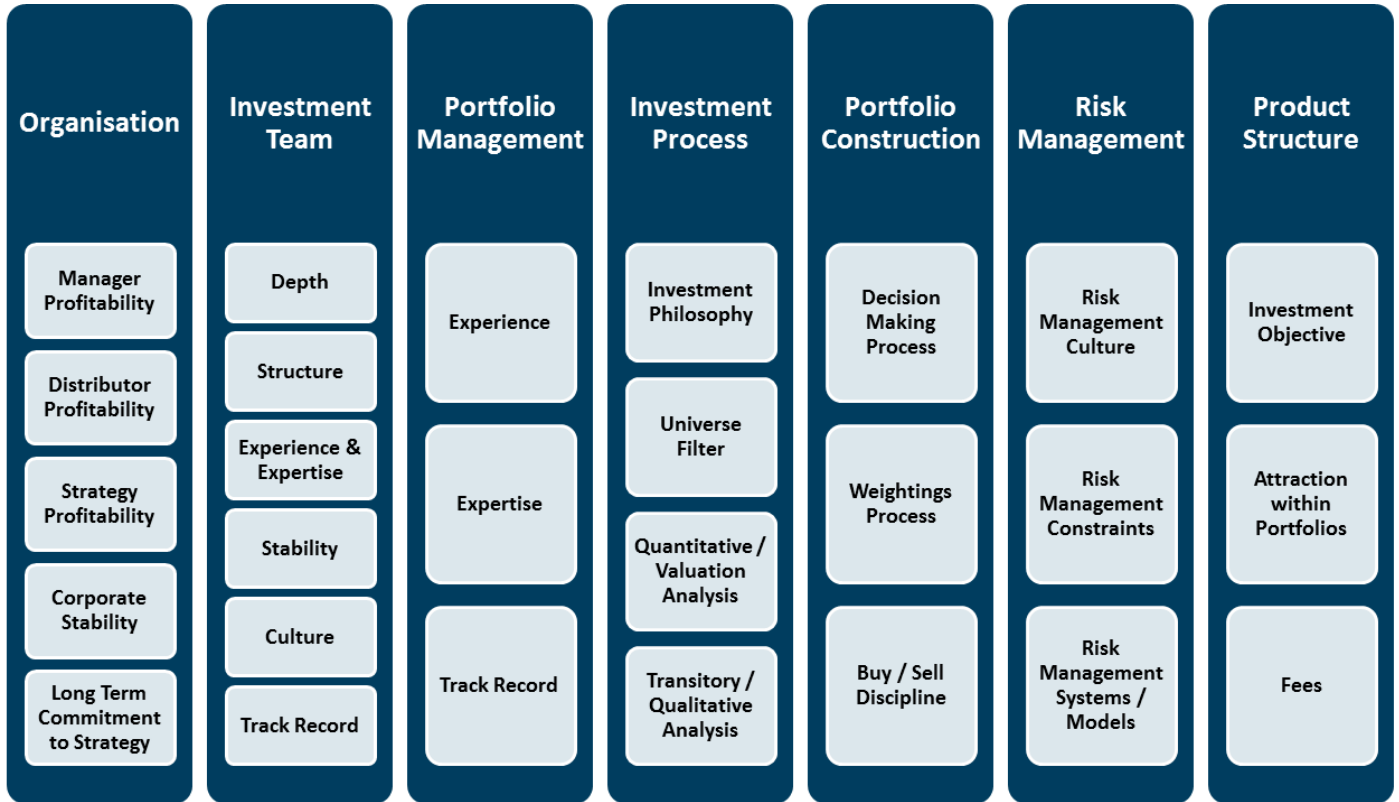 Organisation
Manager
Profitability
Distributor
Profitability
Strategy
Profitability
Corporate
Stability
Long Term
Commitment
to Strategy
Investment
Team
Depth
Structure
Experience &
Expertise
Stability
Culture
Track Record
Portfolio
Management
Experience
Expertise
Track Record
Investment
Process
Investment
Philosophy
Universe
Filter
Quantitative /
Valuation
Analysis
Transitory /
Qualitative
Analysis
Portfolio
Construction
Decision
Making
Process
Weightings
Process
Buy / Sell
Discipline
Risk
Management
Risk
Management
Culture
Risk
Management
Constraints
Risk
Management
Systems /
Models
Product
Structure
Investment
Objective
Attraction
within
Portfolios
Fees